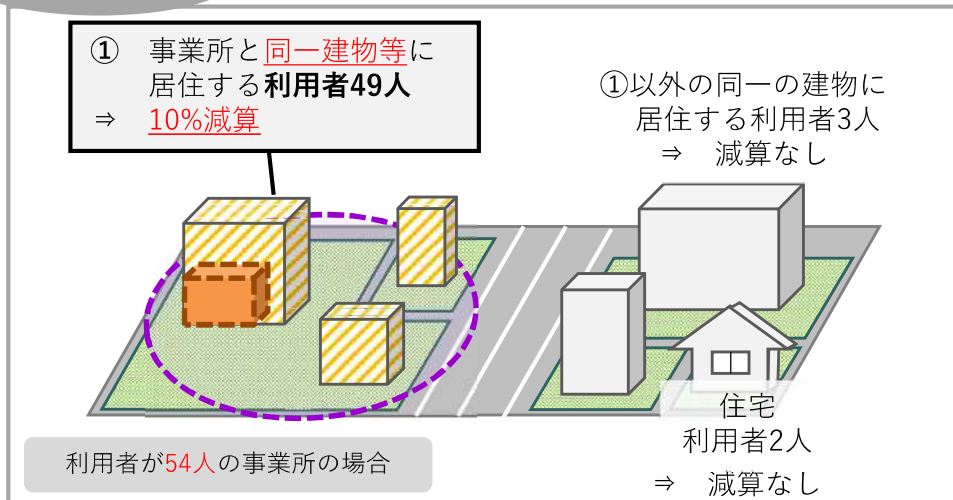 ① 事業所と同一建物等に
居住する利用者49人
⇒ 10%減算
①以外の同一の建物に
居住する利用者3人
⇒ 減算なし
住宅
利用者2人
⇒ 減算なし
利用者が54人の事業所の場合